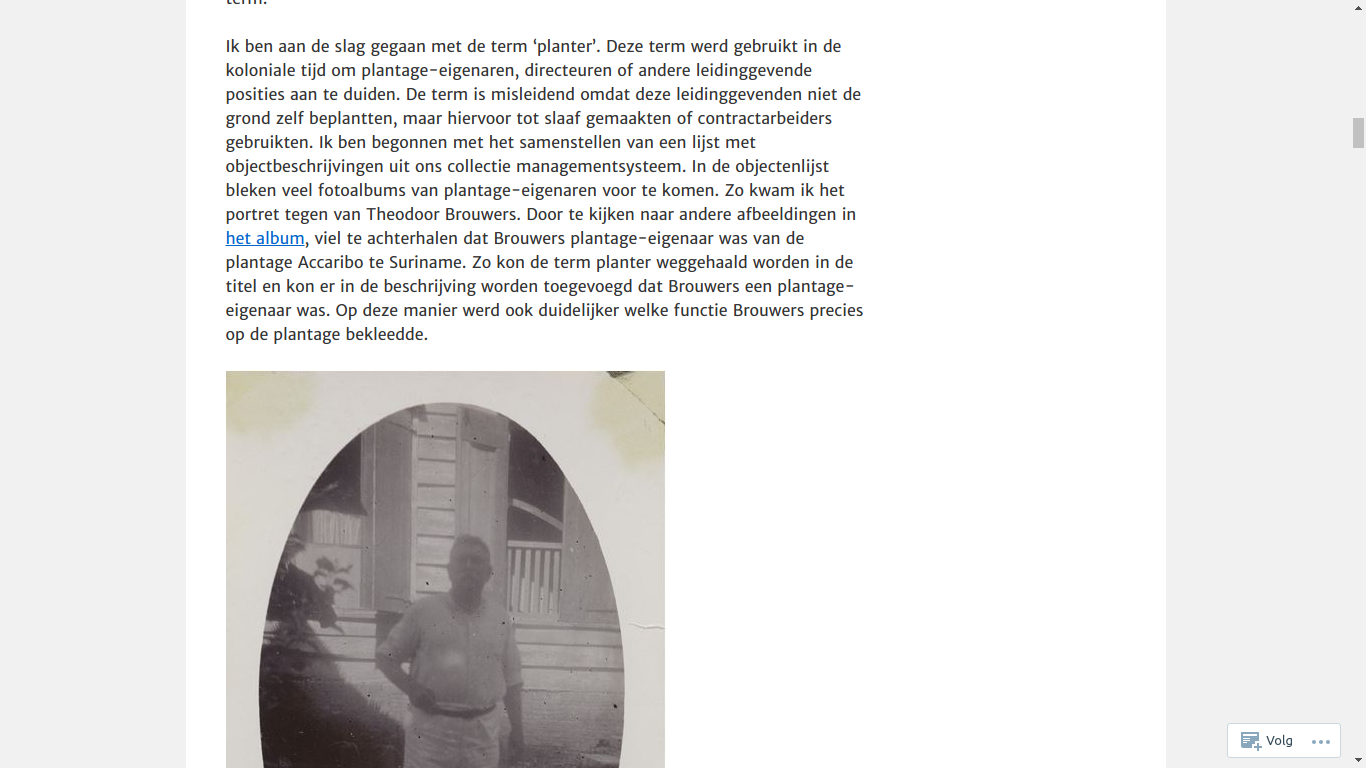 term.
Ik ben aan de slag gegaan met de term ‘planter’. Deze term werd gebruikt in de
koloniale tijd om plantage-eigenaren, directeuren of andere leidinggevende
posities aan te duiden. De term is misleidend omdat deze leidinggevenden niet de
grond zelf beplantten, maar hiervoor tot slaaf gemaakten of contractarbeiders
gebruikten. Ik ben begonnen met het samenstellen van een lijst met
objectbeschrijvingen uit ons collectie managementsysteem. In de objectenlijst
bleken veel fotoalbums van plantage-eigenaren voor te komen. Zo kwam ik het
portret tegen van Theodoor Brouwers. Door te kijken naar andere afbeeldingen in
het album, viel te achterhalen dat Brouwers plantage-eigenaar was van de
plantage Accaribo te Suriname. Zo kon de term planter weggehaald worden in de
titel en kon er in de beschrijving worden toegevoegd dat Brouwers een plantage-
eigenaar was. Op deze manier werd ook duidelijker welke functie Brouwers precies
op de plantage bekleedde.
Volg